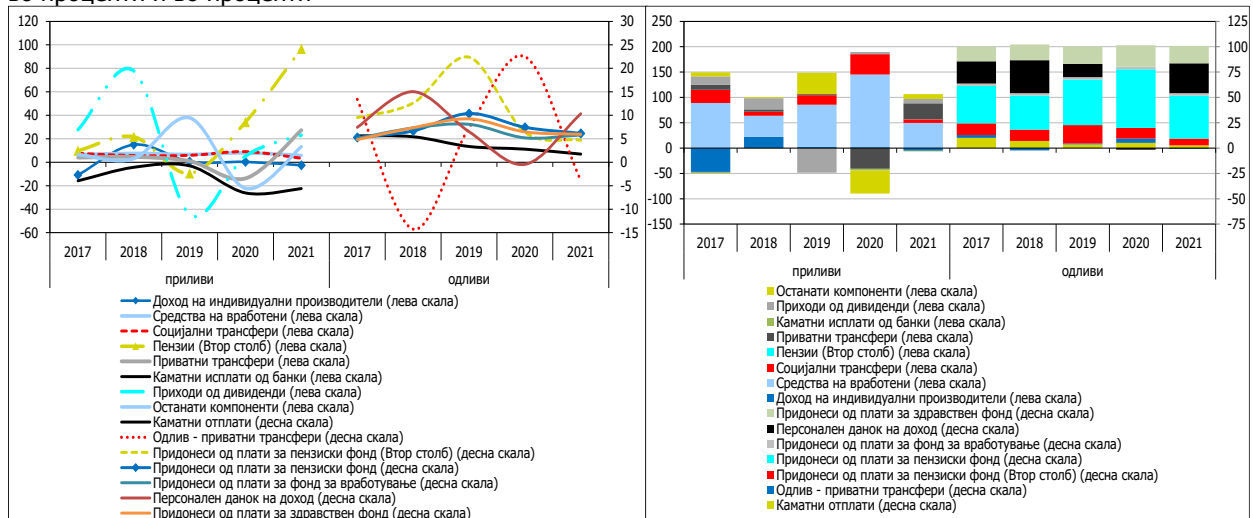 120
100
80
60
40
20
0
-20
-40
-60
30
25
20
15
10
5
0
-5
-10
-15
2017 2018 2019 2020 2021 2017 2018 2019 2020 2021
приливи одливи
Доход на индивидуални производители (лева скала)
Средства на вработени (лева скала)
Социјални трансфери (лева скала)
Пензии (Втор столб) (лева скала)
Приватни трансфери (лева скала)
Каматни исплати од банки (лева скала)
Приходи од дивиденди (лева скала)
Останати компоненти (лева скала)
Каматни отплати (десна скала)
Одлив - приватни трансфери (десна скала)
Придонеси од плати за пензиски фонд (Втор столб) (десна скала)
Придонеси од плати за пензиски фонд (десна скала)
Придонеси од плати за фонд за вработување (десна скала)
Персонален данок на доход (десна скала)
Придонеси од плати за здравствен фонд (десна скала)
250
200
150
100
50
0
-50
-100
-150
125
100
75
50
25
0
-25
-50
-75
2017 2018 2019 2020 2021 2017 2018 2019 2020 2021
приливи одливи
Останати компоненти (лева скала)
Приходи од дивиденди (лева скала)
Каматни исплати од банки (лева скала)
Приватни трансфери (лева скала)
Пензии (Втор столб) (лева скала)
Социјални трансфери (лева скала)
Средства на вработени (лева скала)
Доход на индивидуални производители (лева скала)
Придонеси од плати за здравствен фонд (десна скала)
Персонален данок на доход (десна скала)
Придонеси од плати за фонд за вработување (десна скала)
Придонеси од плати за пензиски фонд (десна скала)
Придонеси од плати за пензиски фонд (Втор столб) (десна скала)
Одлив - приватни трансфери (десна скала)
Каматни отплати (десна скала)